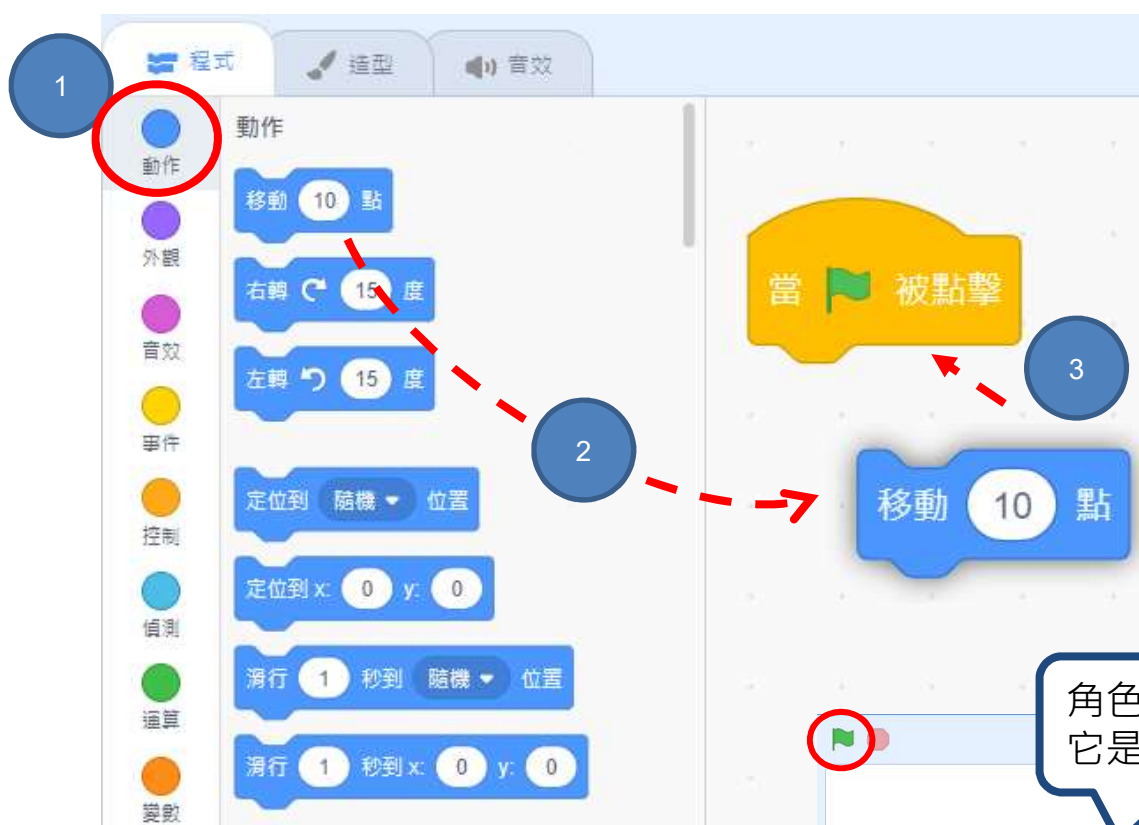 程式 造型 音效
1
動作
外觀
音效
事件
控制
偵測
運算
變數
動作
移動 10 點
右轉 15 度
左轉 15 度
定位到 隨機 位置
定位到 x: 0 y: 0
滑行 1 秒到 隨機 位置
滑行 1 秒到 x: 0 y: 0
2
當 被點擊
3
移動 10 點
角色
它是